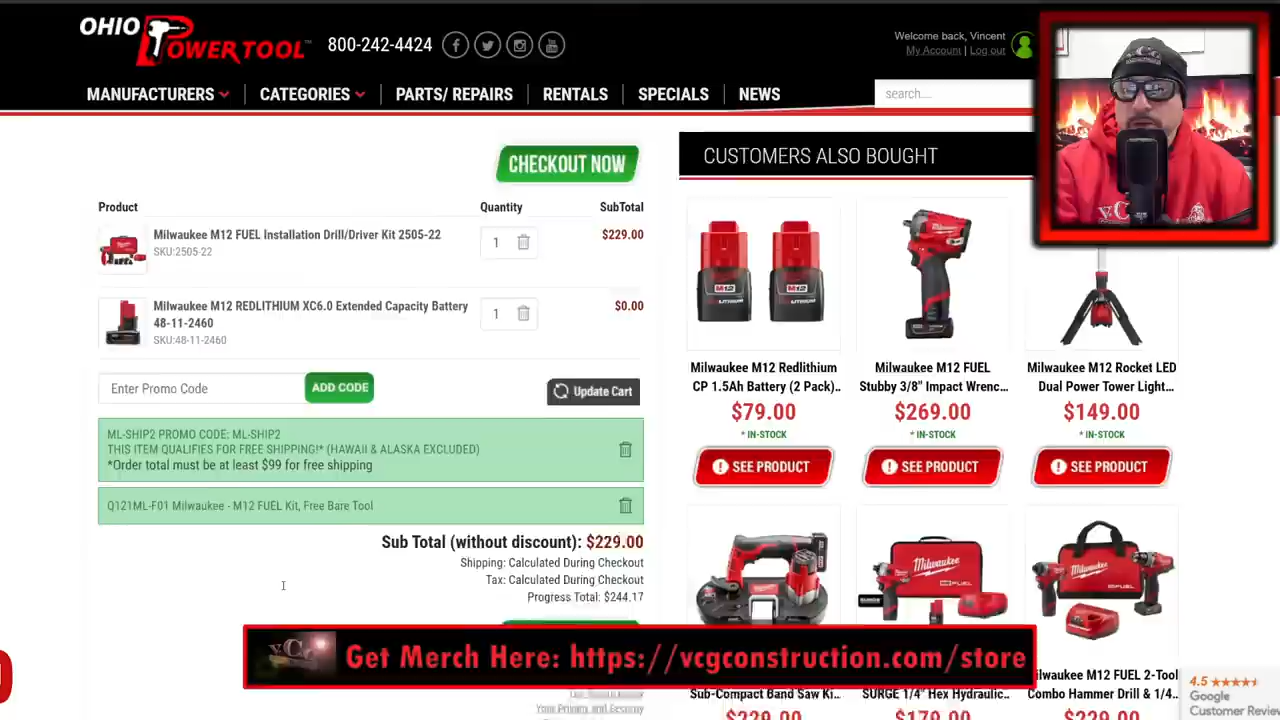 OHIO
POWER TOOL™
800-242-4424
Welcome back, Vincent
My Account | Log out
MANUFACTURERS
CATEGORIES
PARTS/ REPAIRS
RENTALS
SPECIALS
NEWS
search....
CHECKOUT NOW
CUSTOMERS ALSO BOUGHT
Product
Quantity
SubTotal
Milwaukee M12 FUEL Installation Drill/Driver Kit 2505-22
SKU:2505-22
1
$229.00
Milwaukee M12 REDLITHIUM XC6.0 Extended Capacity Battery
48-11-2460
SKU:48-11-2460
1
$0.00
Enter Promo Code
ADD CODE
Update Cart
ML-SHIP2 PROMO CODE: ML-SHIP2
THIS ITEM QUALIFIES FOR FREE SHIPPING!* (HAWAII & ALASKA EXCLUDED)
*Order total must be at least $99 for free shipping
Q121ML-F01 Milwaukee - M12 FUEL Kit, Free Bare Tool
Sub Total (without discount): $229.00
Shipping: Calculated During Checkout
Tax: Calculated During Checkout
Progress Total: $244.17
Milwaukee M12 Redlithium
CP 1.5Ah Battery (2 Pack)..
$79.00
* IN-STOCK
SEE PRODUCT
Milwaukee M12 FUEL
Stubby 3/8" Impact Wrenc...
$269.00
* IN-STOCK
SEE PRODUCT
Milwaukee M12 Rocket LED
Dual Power Tower Light...
$149.00
* IN-STOCK
SEE PRODUCT
Sub-Compact Band Saw Ki...
$229.00
SURGE 1/4" Hex Hydraulic...
$179.00
Milwaukee M12 FUEL 2-Tool
Combo Hammer Drill & 1/4...
$229.00
vCg
Get Merch Here: https://vcgconstruction.com/store
4.5
Google
Customer Review